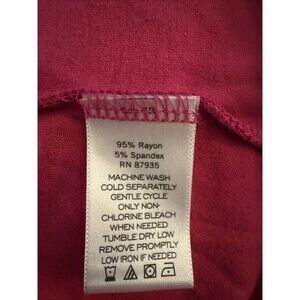 95% Rayon
5% Spandex
RN 87935
MACHINE WASH
COLD SEPARATELY
GENTLE CYCLE
ONLY NON-
CHLORINE BLEACH
WHEN NEEDED
TUMBLE DRY LOW
REMOVE PROMPTLY
LOW IRON IF NEEDED